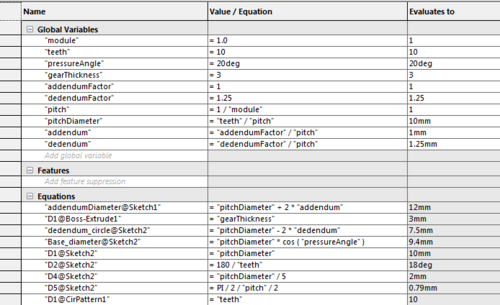 Name Value / Equation Evaluates to
Global Variables
"module" = 1.0 1
"teeth" = 10 10
"pressureAngle" = 20deg 20deg
"gearThickness" = 3 3
"addendumFactor" = 1 1
"dedendumFactor" = 1.25 1.25
"pitch" = 1 / "module" 1
"pitchDiameter" = "teeth" / "pitch" 10mm
"addendum" = "addendumFactor" / "pitch" 1mm
"dedendum" = "dedendumFactor" / "pitch" 1.25mm
Add global variable
Features
Add feature suppression
Equations
"addendumDiameter@Sketch1" = "pitchDiameter" + 2 * "addendum" 12mm
"D1@Boss-Extrude1" = "gearThickness" 3mm
"dedendum_circle@Sketch2" = "pitchDiameter" - 2 * "dedendum" 7.5mm
"Base_diameter@Sketch2" = "pitchDiameter" * cos ( "pressureAngle" ) 9.4mm
"D1@Sketch2" = "pitchDiameter" 10mm
"D2@Sketch2" = 180 / "teeth" 18deg
"D4@Sketch2" = "pitchDiameter" / 5 2mm
"D5@Sketch2" = PI / 2 / "pitch" / 2 0.79mm
"D1@CirPattern1" = "teeth" 10